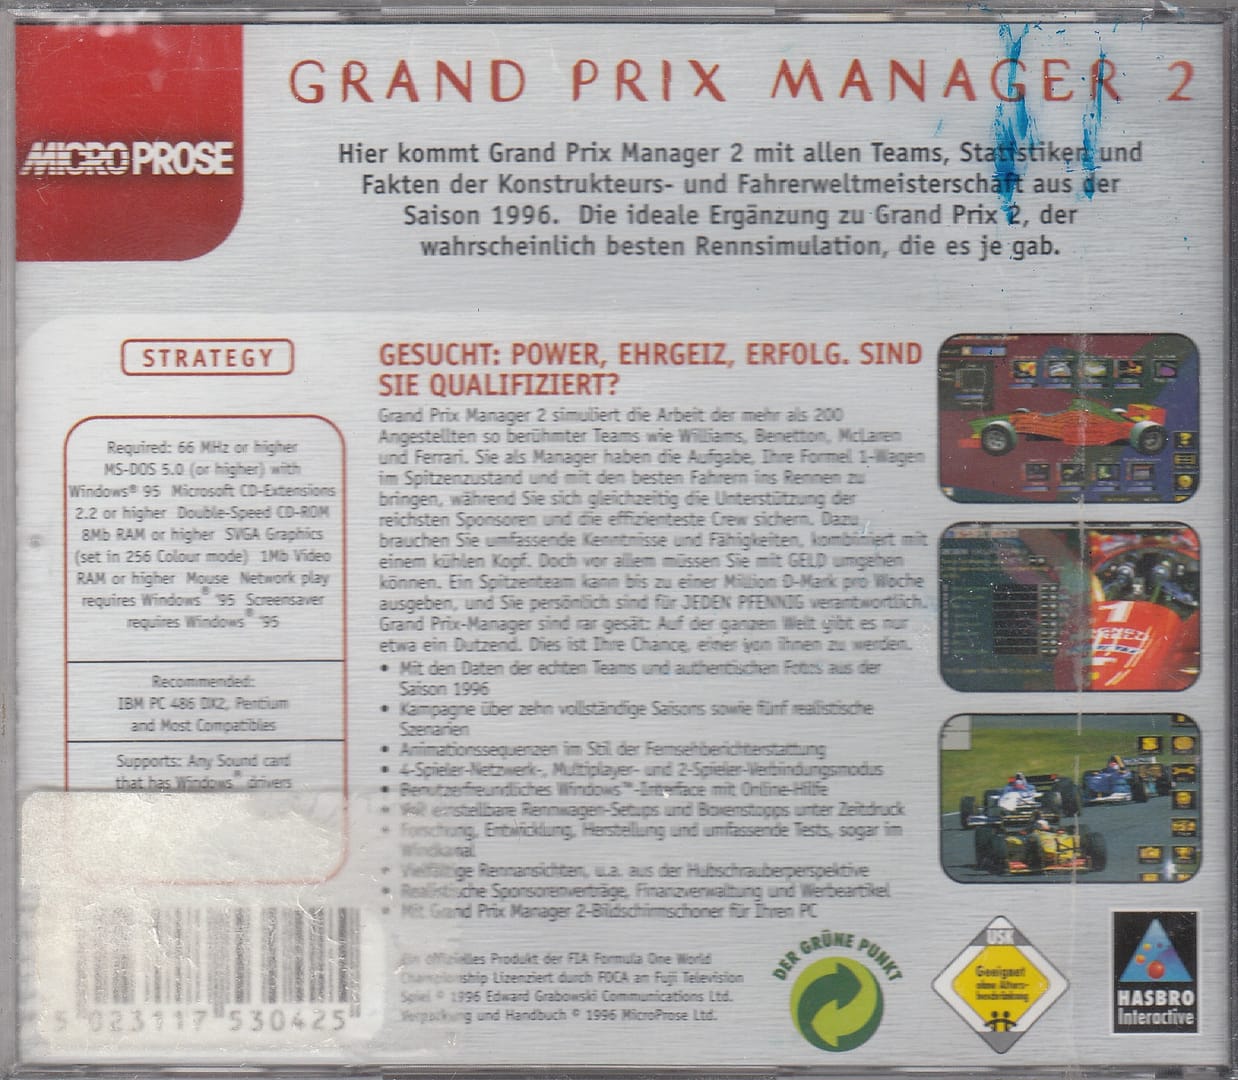 GRAND PRIX MANAGER 2
MICROPROSE
Hier kommt Grand Prix Manager 2 mit allen Teams, Statistiken und
Fakten der Konstrukteurs- und Fahrerweltmeisterschaft aus der
Saison 1996. Die ideale Ergänzung zu Grand Prix 2, der
wahrscheinlich besten Rennsimulation, die es je gab.
STRATEGY
Required: 66 MHz or higher
MS-DOS 5.0 (or higher) with
Windows® 95 Microsoft CD-Extensions
2.2 or higher Double-Speed CD-ROM
8Mb RAM or higher SVGA Graphics
(set in 256 Colour mode) 1Mb Video
RAM or higher Mouse Network play
requires Windows® '95 Screensaver
requires Windows® '95
Recommended:
IBM PC 486 DX2, Pentium
and Most Compatibles
Supports: Any Sound card
that has Windows® drivers
GESUCHT: POWER, EHRGEIZ, ERFOLG. SIND
SIE QUALIFIZIERT?
Grand Prix Manager 2 simuliert die Arbeit der mehr als 200
Angestellten so berühmter Teams wie Williams, Benetton, McLaren
und Ferrari. Sie als Manager haben die Aufgabe, Ihre Formel 1-Wagen
im Spitzenzustand und mit den besten Fahrern ins Rennen zu
bringen, während Sie sich gleichzeitig die Unterstützung der
reichsten Sponsoren und die effizienteste Crew sichern. Dazu
brauchen Sie umfassende Kenntnisse und Fähigkeiten, kombiniert mit
einem kühlen Kopf. Doch vor allem müssen Sie mit GELD umgehen
können. Ein Spitzenteam kann bis zu einer Million D-Mark pro Woche
ausgeben, und Sie persönlich sind für JEDEN PFENNIG verantwortlich.
Grand Prix-Manager sind rar gesät: Auf der ganzen Welt gibt es nur
etwa ein Dutzend. Dies ist Ihre Chance, einer von ihnen zu werden.
• Mit den Daten der echten Teams und authentischen Fotos aus der
Saison 1996
• Kampagne über zehn vollständige Saisons sowie fünf realistische
Szenarien
• Animationssequenzen im Stil der Fernsehberichterstattung
• 4-Spieler-Netzwerk-, Multiplayer- und 2-Spieler-Verbindungsmodus
• Benutzerfreundliches Windows™-Interface mit Online-Hilfe
• Voll einstellbare Rennwagen-Setups und Boxenstopps unter Zeitdruck
• Forschung, Entwicklung, Herstellung und umfassende Tests, sogar im
Windkanal
• Vielfältige Rennansichten, u.a. aus der Hubschrauberperspektive
• Realistische Sponsorenverträge, Finanzverwaltung und Werbeartikel
• Mit Grand Prix Manager 2-Bildschirmschoner für Ihren PC
Ein offizielles Produkt der FIA Formula One World
Championship Lizenziert durch FOCA an Fuji Television
Spiel © 1996 Edward Grabowski Communications Ltd.
Verpackung und Handbuch © 1996 MicroProse Ltd.
5 023117 530425
DER GRÜNE PUNKT
USK
Geeignet
ohne Alters-
beschränkung
HASBRO
Interactive